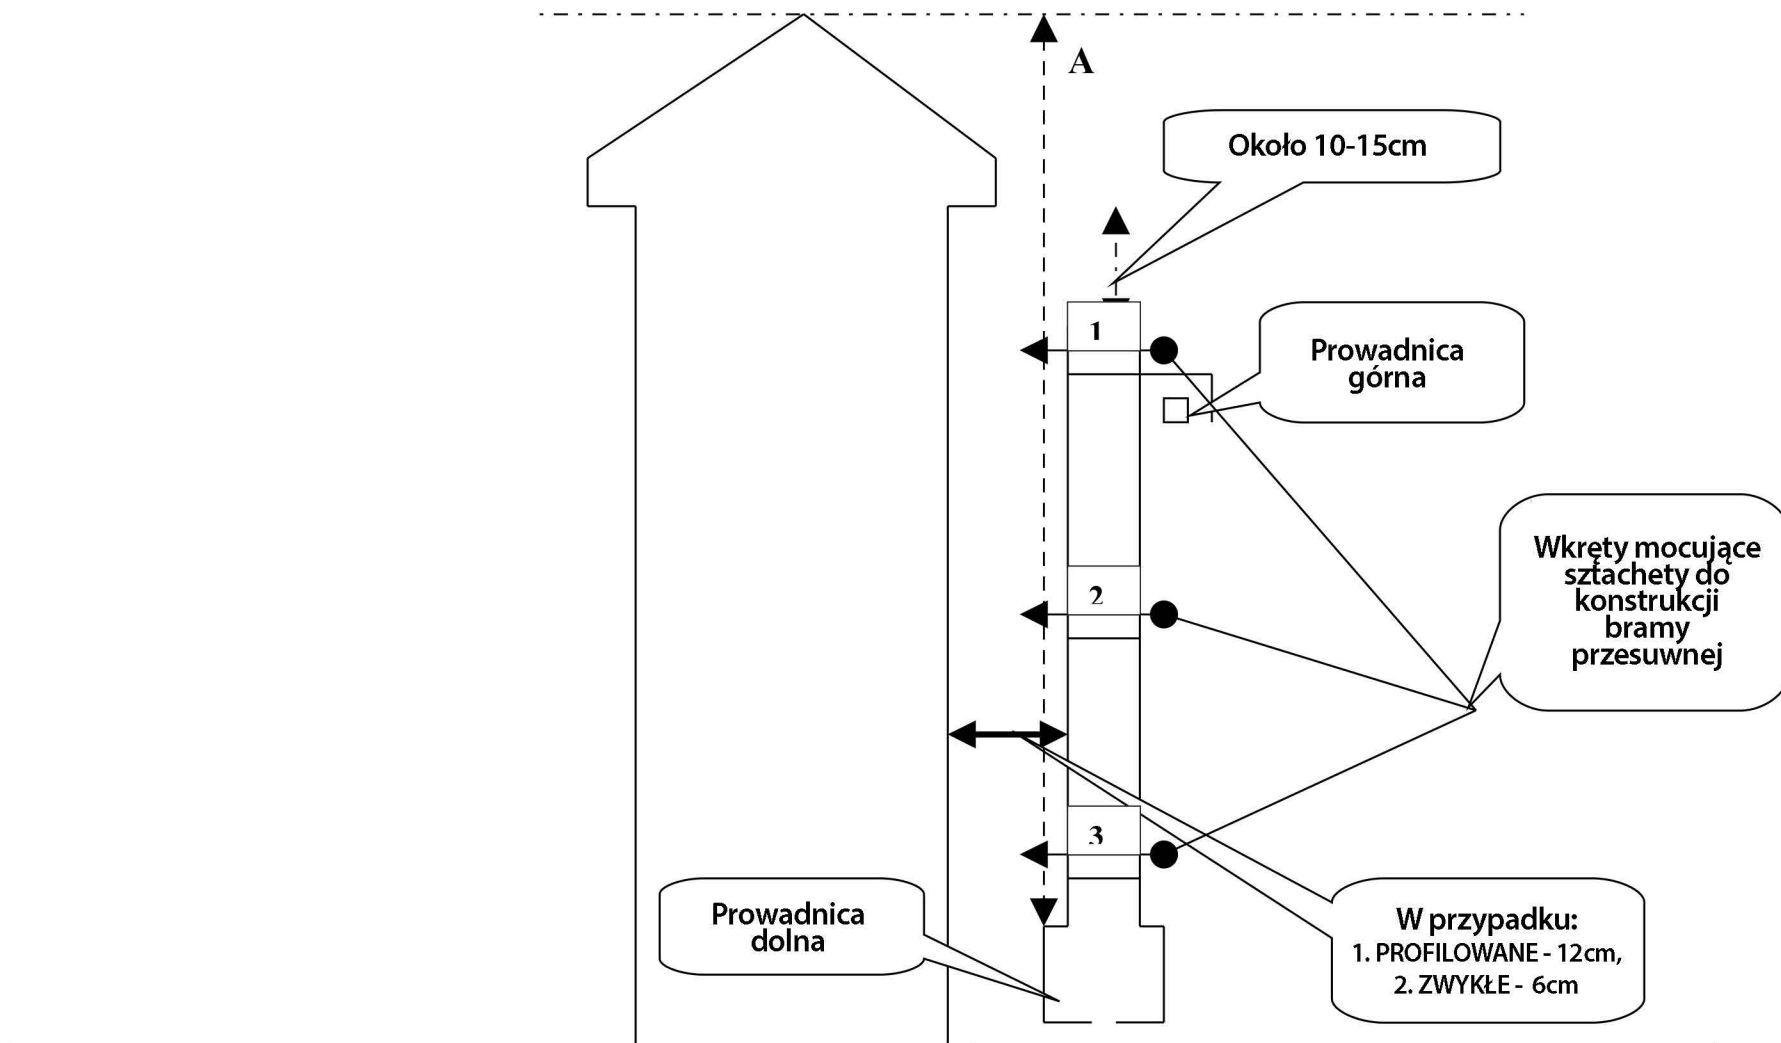 A
Około 10-15cm
1
Prowadnica
górna
Wkręty mocujące
sztachety do
konstrukcji
bramy
przesuwnej
2
3
Prowadnica
dolna
W przypadku:
1. PROFILOWANE - 12cm,
2. ZWYKŁE - 6cm